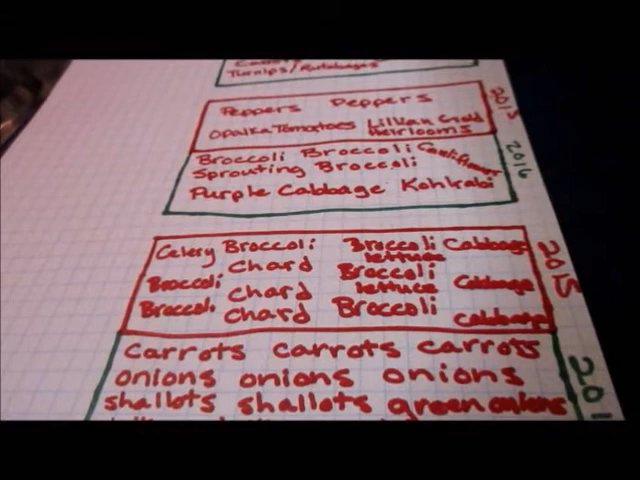 Carrots
Turnips/Rutabagas
Peppers Peppers 2015
Opalka Tomatoes Lillian Gold Heirlooms
Broccoli Broccoli Cauliflower 2016
Sprouting Broccoli
Purple Cabbage Kohlrabi
Celery Broccoli Broccoli Cabbage 2015
Chard lettuce
Broccoli Broccoli Cabbage
Chard lettuce
Broccoli Chard Broccoli Cabbage
Carrots carrots carrots
onions onions onions
shallots shallots green onions